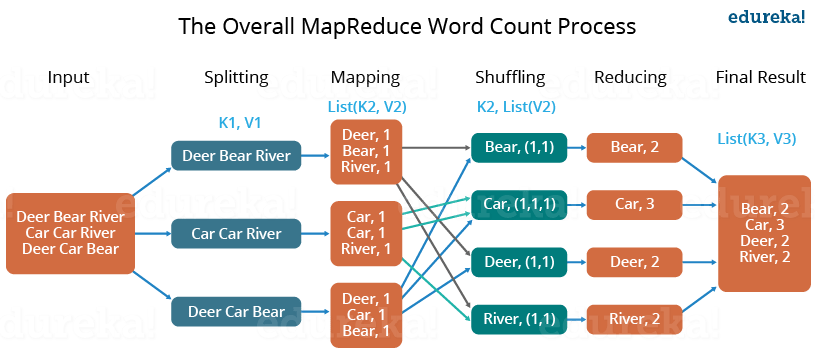 edureka!
The Overall MapReduce Word Count Process
Input
Splitting
Mapping
Shuffling
Reducing
Final Result
K1, V1
List(K2, V2)
K2, List(V2)
List(K3, V3)
Deer Bear River
Car Car River
Deer Car Bear
Deer Bear River
Car Car River
Deer Car Bear
Deer, 1
Bear, 1
River, 1
Car, 1
Car, 1
River, 1
Deer, 1
Car, 1
Bear, 1
Bear, (1,1)
Car, (1,1,1)
Deer, (1,1)
River, (1,1)
Bear, 2
Car, 3
Deer, 2
River, 2
Bear, 2
Car, 3
Deer, 2
River, 2